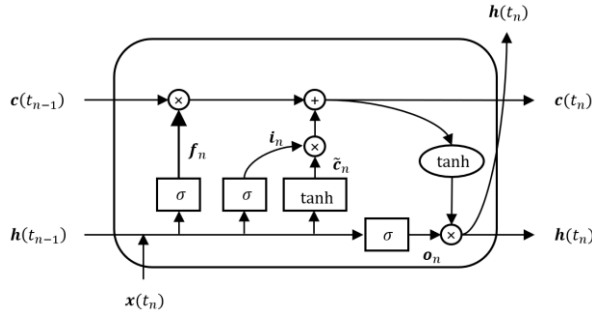 h(tₙ)
c(tₙ₋₁) × + c(tₙ)
fₙ iₙ × c̃ₙ tanh
σ σ tanh
h(tₙ₋₁) σ × h(tₙ)
oₙ
x(tₙ)